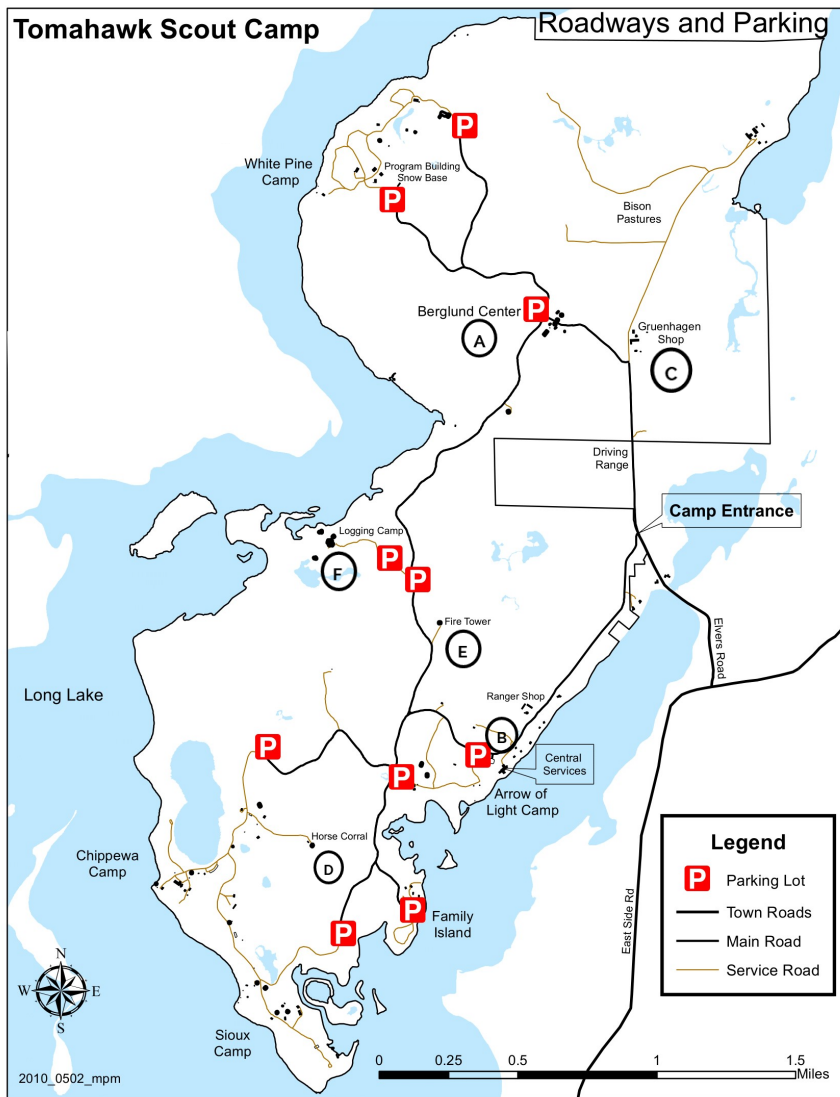 Tomahawk Scout Camp
Roadways and Parking
P
White Pine
Camp
Program Building
Snow Base
P
Bison
Pastures
Berglund Center
P
A
Gruenhagen
Shop
C
Driving
Range
Camp Entrance
Logging Camp
P
F
P
Fire Tower
E
Elvers Road
Long Lake
Ranger Shop
B
P
P
P
Central
Services
Arrow of
Light Camp
Horse Corral
D
Chippewa
Camp
P
Family
Island
P
East Side Rd
Legend
P
Parking Lot
Town Roads
Main Road
Service Road
N
W
E
S
Sioux
Camp
2010_0502_mpm
0
0.25
0.5
1
1.5
Miles